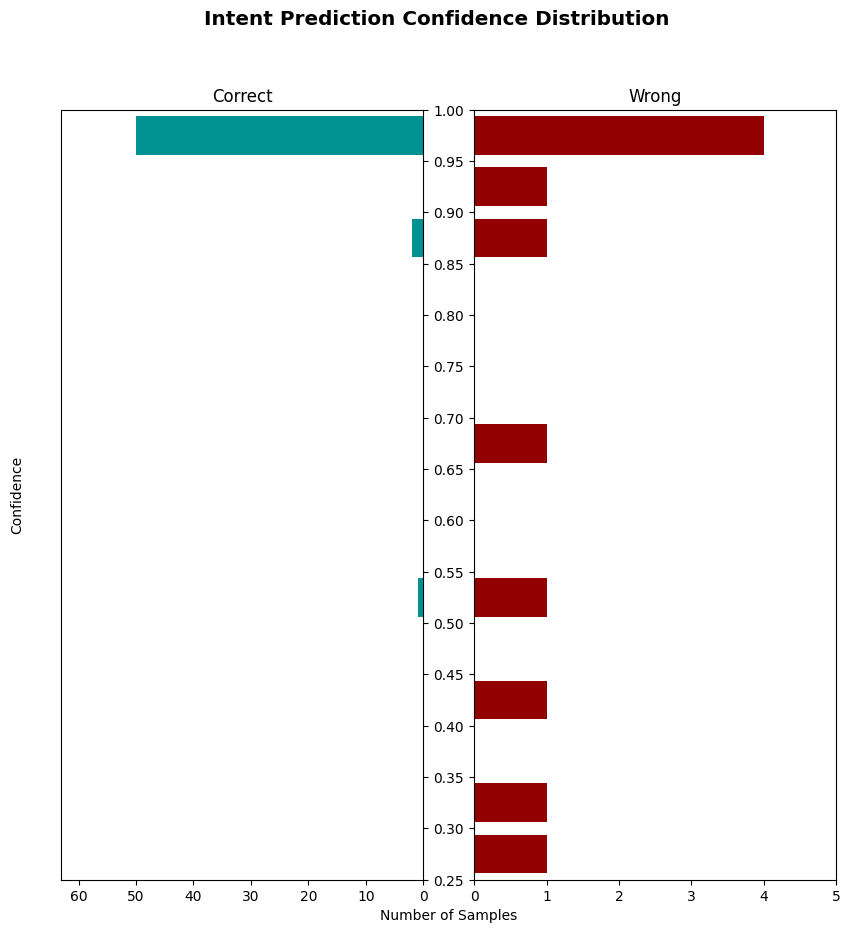 Intent Prediction Confidence Distribution
Correct
Wrong
1.00
0.95
0.90
0.85
0.80
0.75
0.70
0.65
0.60
0.55
0.50
0.45
0.40
0.35
0.30
0.25
Confidence
60 50 40 30 20 10 0
0 1 2 3 4 5
Number of Samples